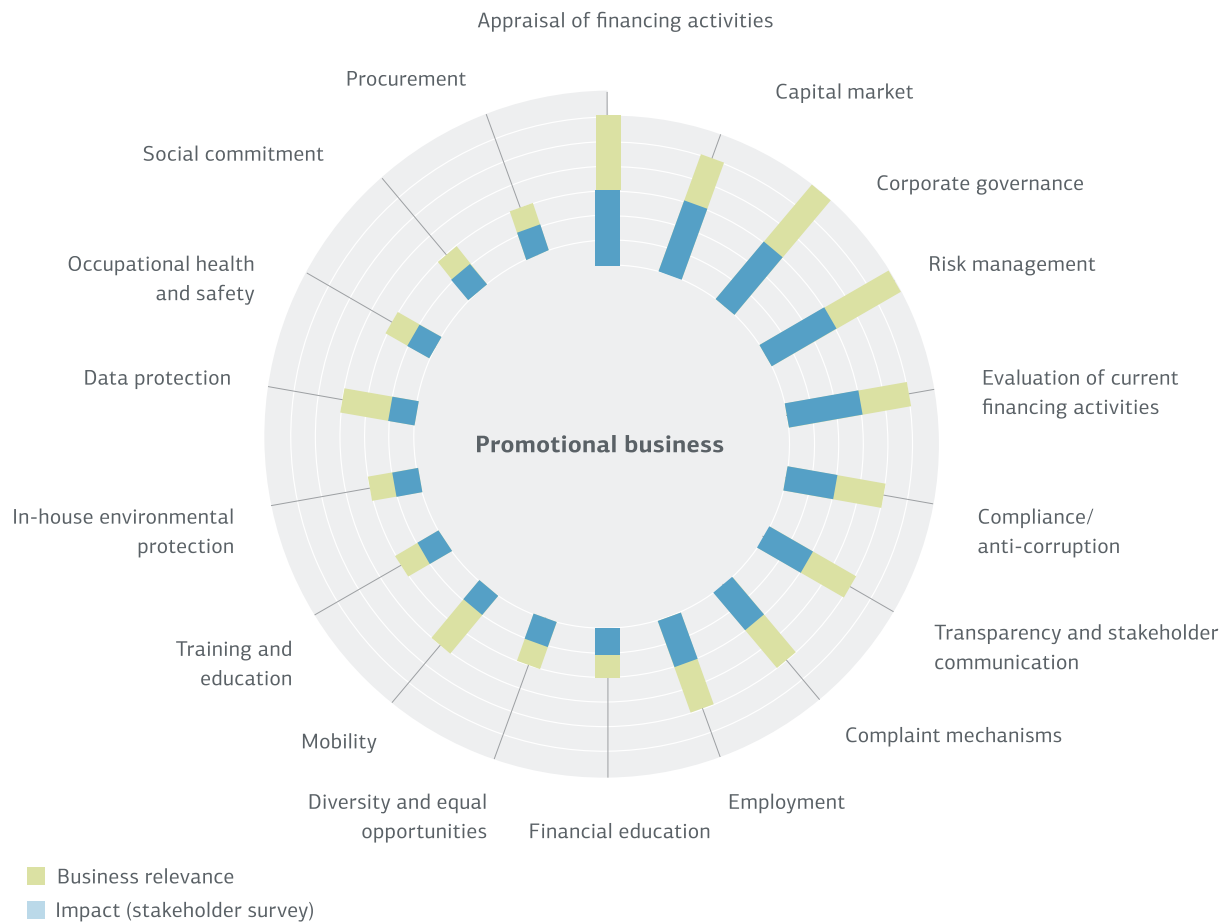 Appraisal of financing activities
Procurement
Capital market
Social commitment
Corporate governance
Occupational health
and safety
Risk management
Data protection
Evaluation of current
financing activities
Promotional business
In-house environmental
protection
Compliance/
anti-corruption
Training and
education
Transparency and stakeholder
communication
Mobility
Complaint mechanisms
Diversity and equal
opportunities
Financial education
Employment
Business relevance
Impact (stakeholder survey)